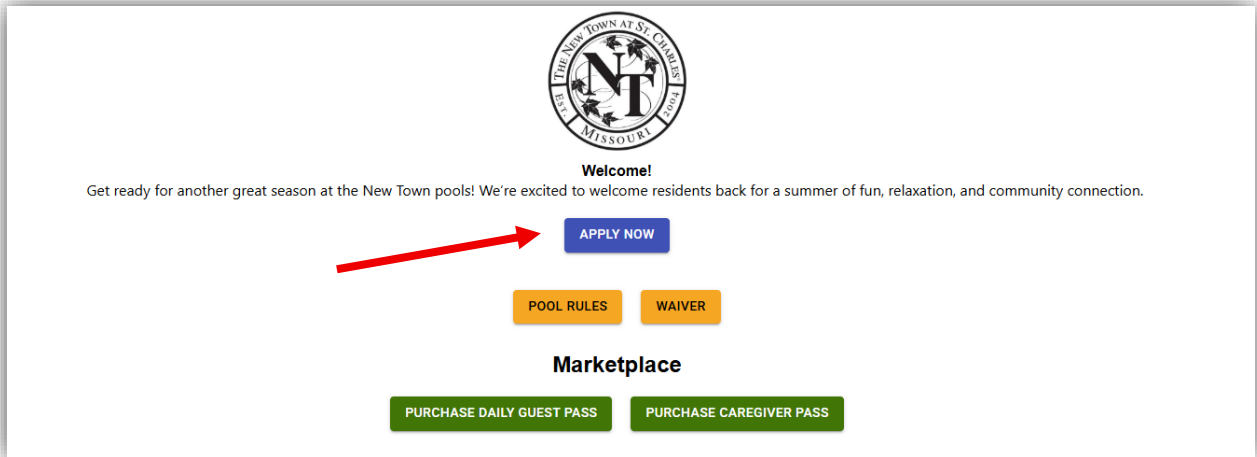 THE NEW TOWN AT ST. CHARLES®
NT
EST. 2004
MISSOURI
Welcome!
Get ready for another great season at the New Town pools! We're excited to welcome residents back for a summer of fun, relaxation, and community connection.
APPLY NOW
POOL RULES WAIVER
Marketplace
PURCHASE DAILY GUEST PASS PURCHASE CAREGIVER PASS